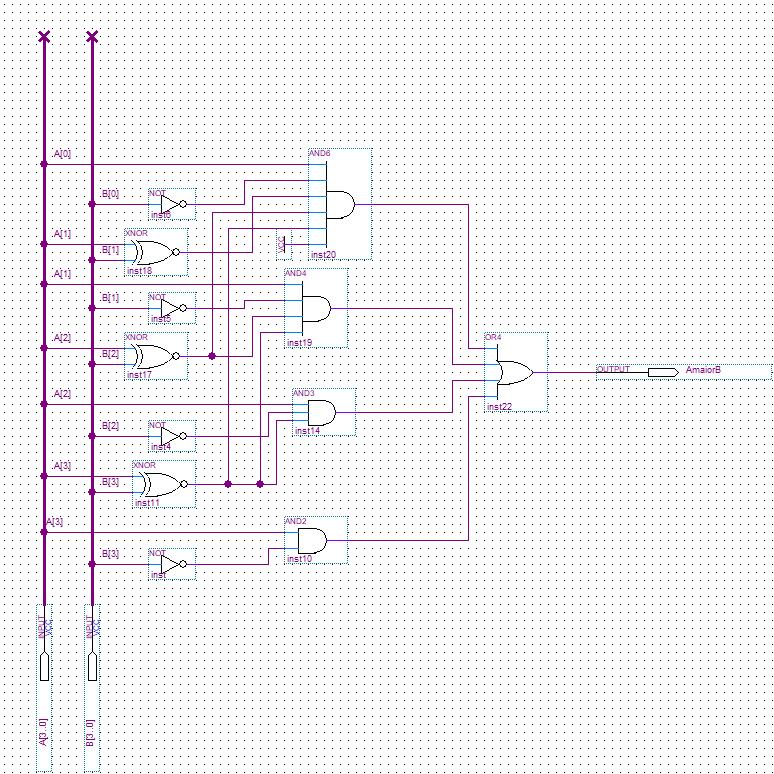 AND6
A[0]
NOT
B[0]
inst6
XNOR
A[1]
B[1]
VCC
inst20
inst18
A[1]
AND4
NOT
B[1]
inst5
XNOR
OR4
A[2]
inst19
B[2]
OUTPUT
AmaiorB
inst17
A[2]
AND3
inst22
NOT
B[2]
inst14
inst4
A[3]
XNOR
B[3]
inst11
A[3]
AND2
NOT
B[3]
inst10
inst
INPUT
VCC
INPUT
VCC
A[3..0]
B[3..0]